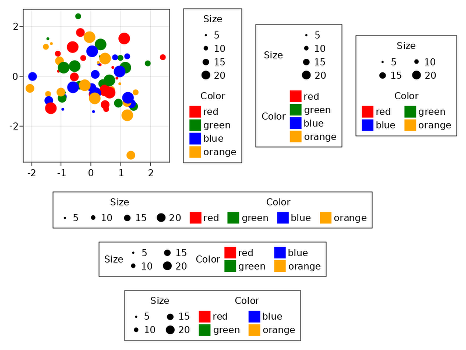 2
0
-2
-2 -1 0 1 2
Size
5
10
15
20
Color
red
green
blue
orange
Size
5
10
15
20
Color
red
green
blue
orange
Size
5 10
15 20
Color
red green
blue orange
Size Color
5 10 15 20 red green blue orange
Size 5 15 Color red blue
10 20 green orange
Size Color
5 15 red blue
10 20 green orange